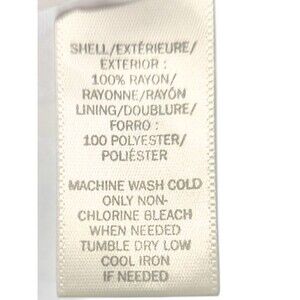 SHELL/EXTÉRIEURE/
EXTERIOR :
100% RAYON/
RAYONNE/RAYÓN
LINING/DOUBLURE/
FORRO :
100 POLYESTER/
POLIÉSTER
MACHINE WASH COLD
ONLY NON-
CHLORINE BLEACH
WHEN NEEDED
TUMBLE DRY LOW
COOL IRON
IF NEEDED